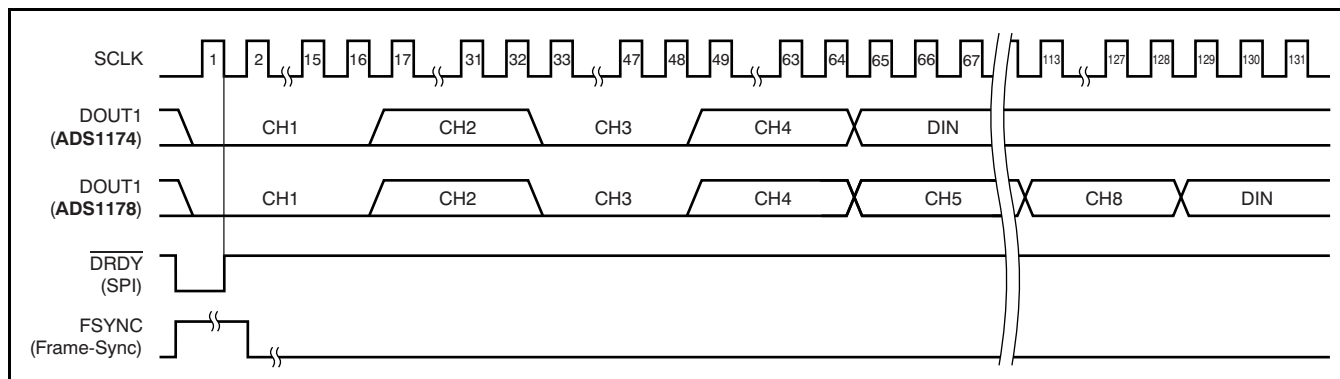 SCLK
1 2 15 16 17 31 32 33 47 48 49 63 64 65 66 67 113 127 128 129 130 131
DOUT1
(ADS1174)
CH1 CH2 CH3 CH4 DIN
DOUT1
(ADS1178)
CH1 CH2 CH3 CH4 CH5 CH8 DIN
DRDY
(SPI)
FSYNC
(Frame-Sync)